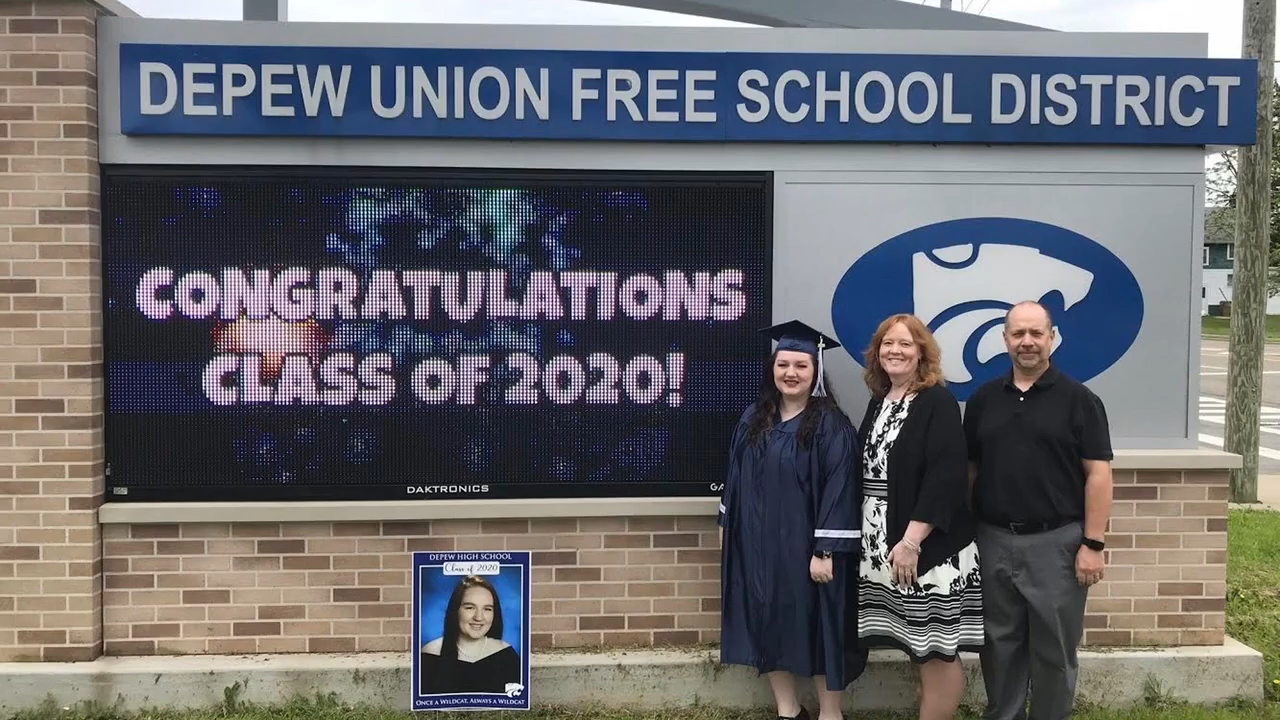 DEPEW UNION FREE SCHOOL DISTRICT
CONGRATULATIONS
CLASS OF 2020!
DAKTRONICS
DEPEW HIGH SCHOOL
Class of 2020
ONCE A WILDCAT, ALWAYS A WILDCAT